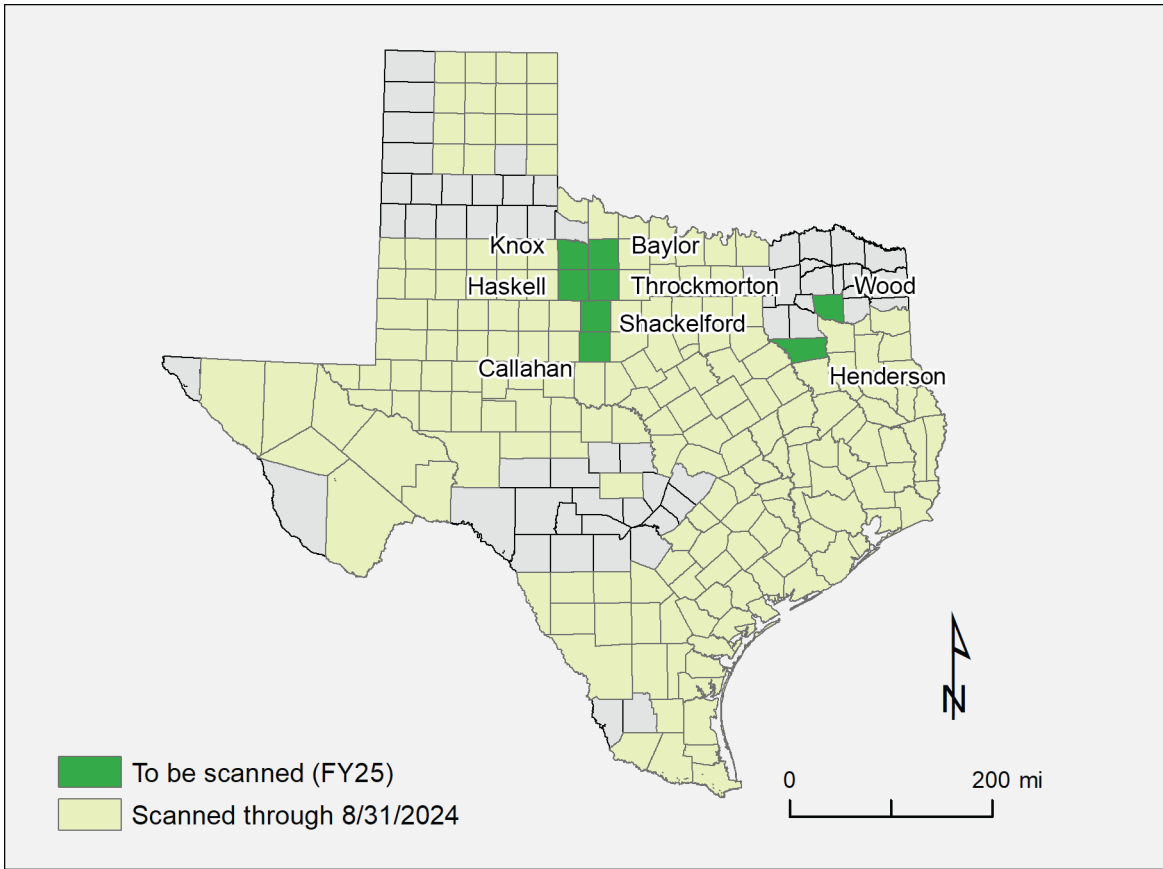 Knox
Baylor
Haskell
Throckmorton
Wood
Shackelford
Callahan
Henderson
N
To be scanned (FY25)
Scanned through 8/31/2024
0
200 mi